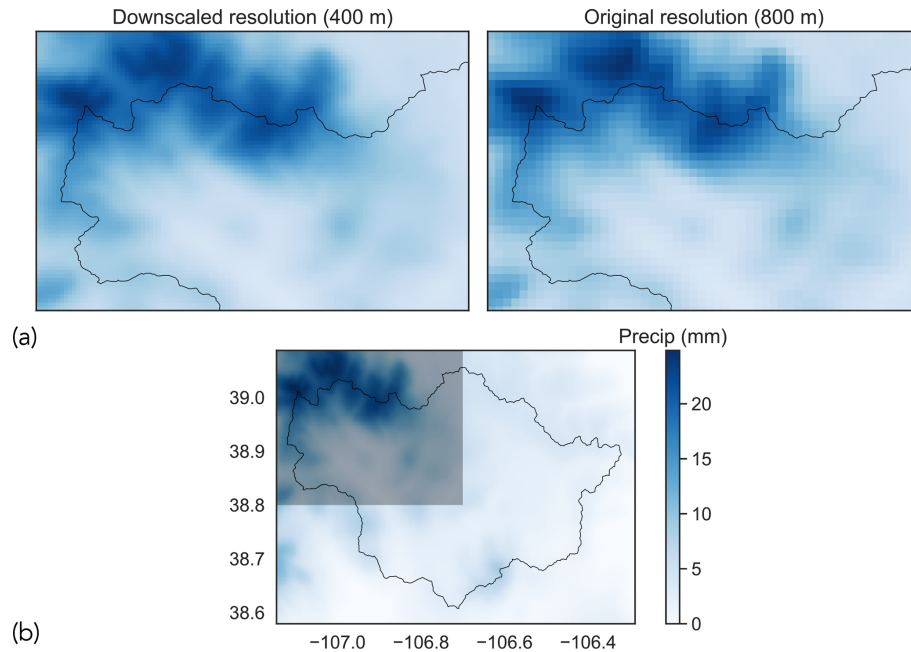 Downscaled resolution (400 m)
Original resolution (800 m)
(a)
Precip (mm)
39.0
38.9
38.8
38.7
38.6
20
15
10
5
0
(b)
−107.0
−106.8
−106.6
−106.4